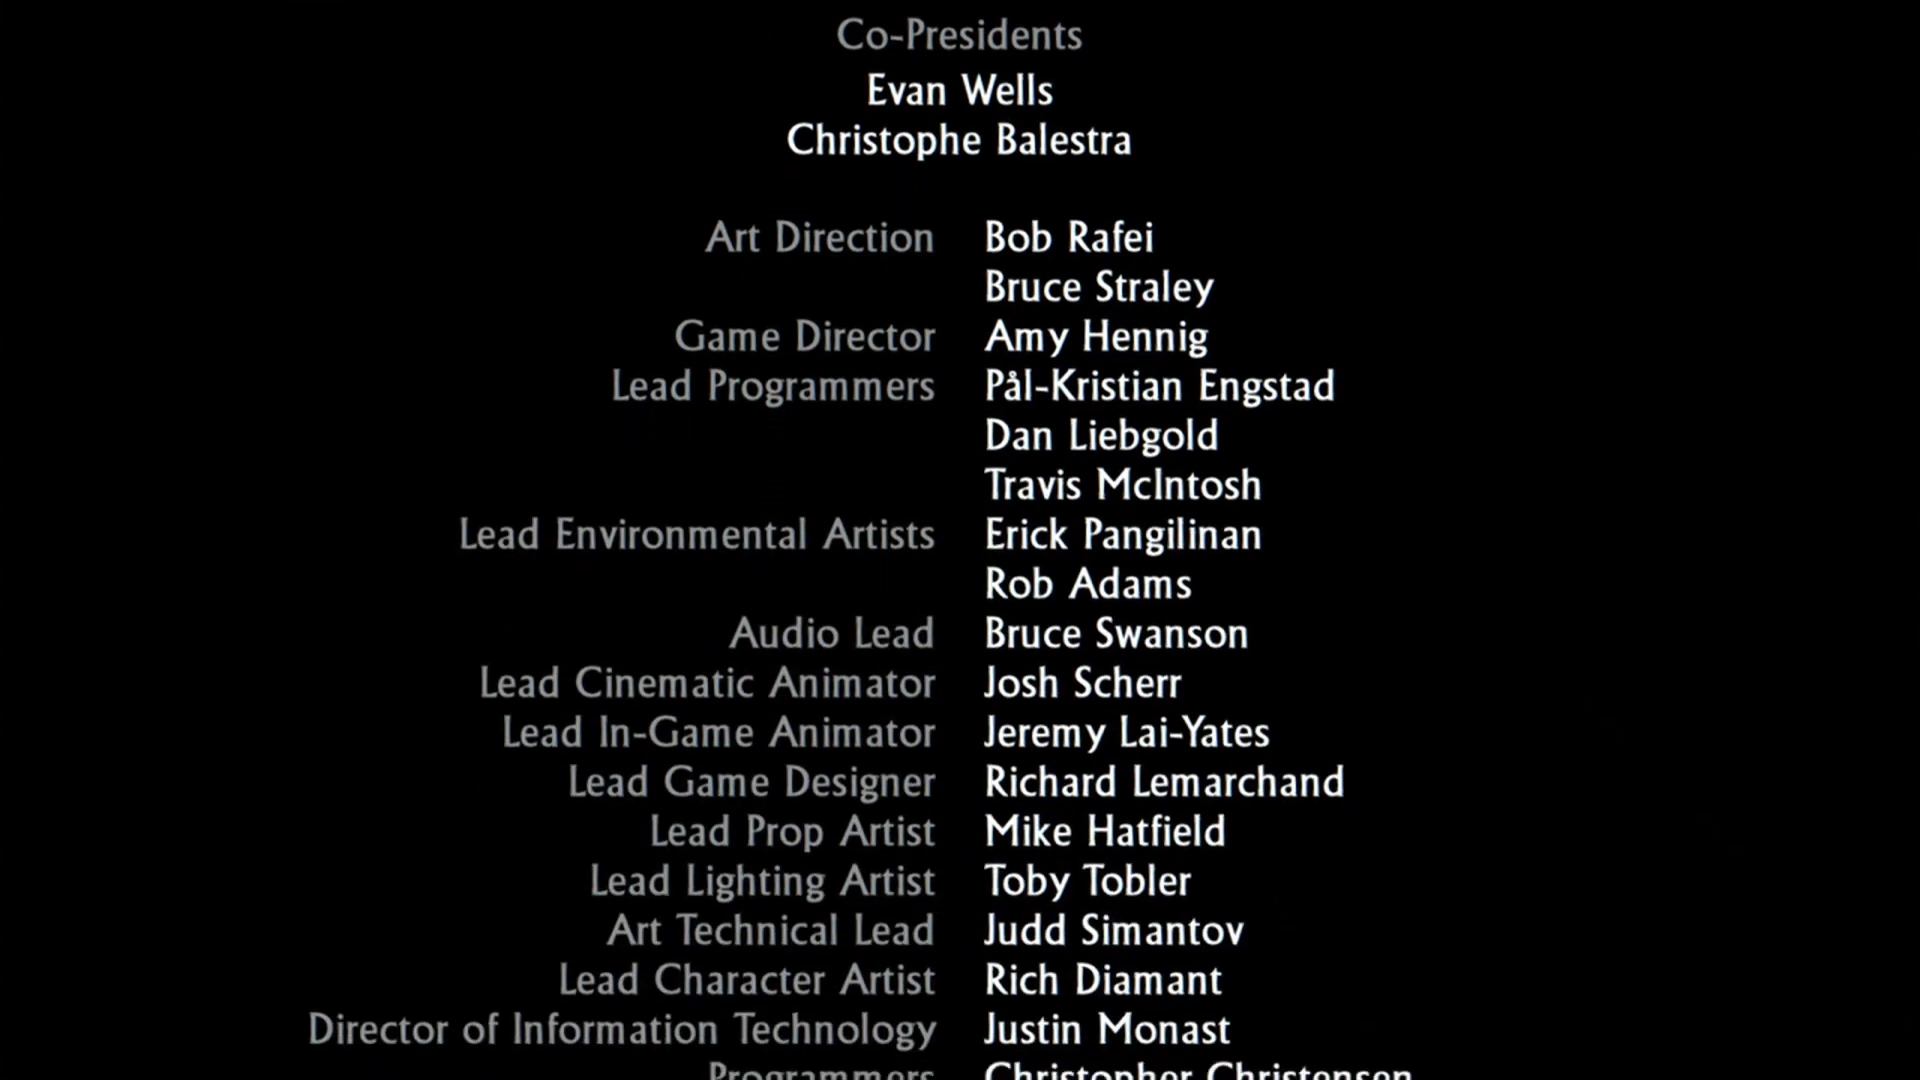 Co-Presidents
Evan Wells
Christophe Balestra
Art Direction Bob Rafei
Bruce Straley
Game Director Amy Hennig
Lead Programmers Pål-Kristian Engstad
Dan Liebgold
Travis McIntosh
Lead Environmental Artists Erick Pangilinan
Rob Adams
Audio Lead Bruce Swanson
Lead Cinematic Animator Josh Scherr
Lead In-Game Animator Jeremy Lai-Yates
Lead Game Designer Richard Lemarchand
Lead Prop Artist Mike Hatfield
Lead Lighting Artist Toby Tobler
Art Technical Lead Judd Simantov
Lead Character Artist Rich Diamant
Director of Information Technology Justin Monast
Programmers Christopher Christensen